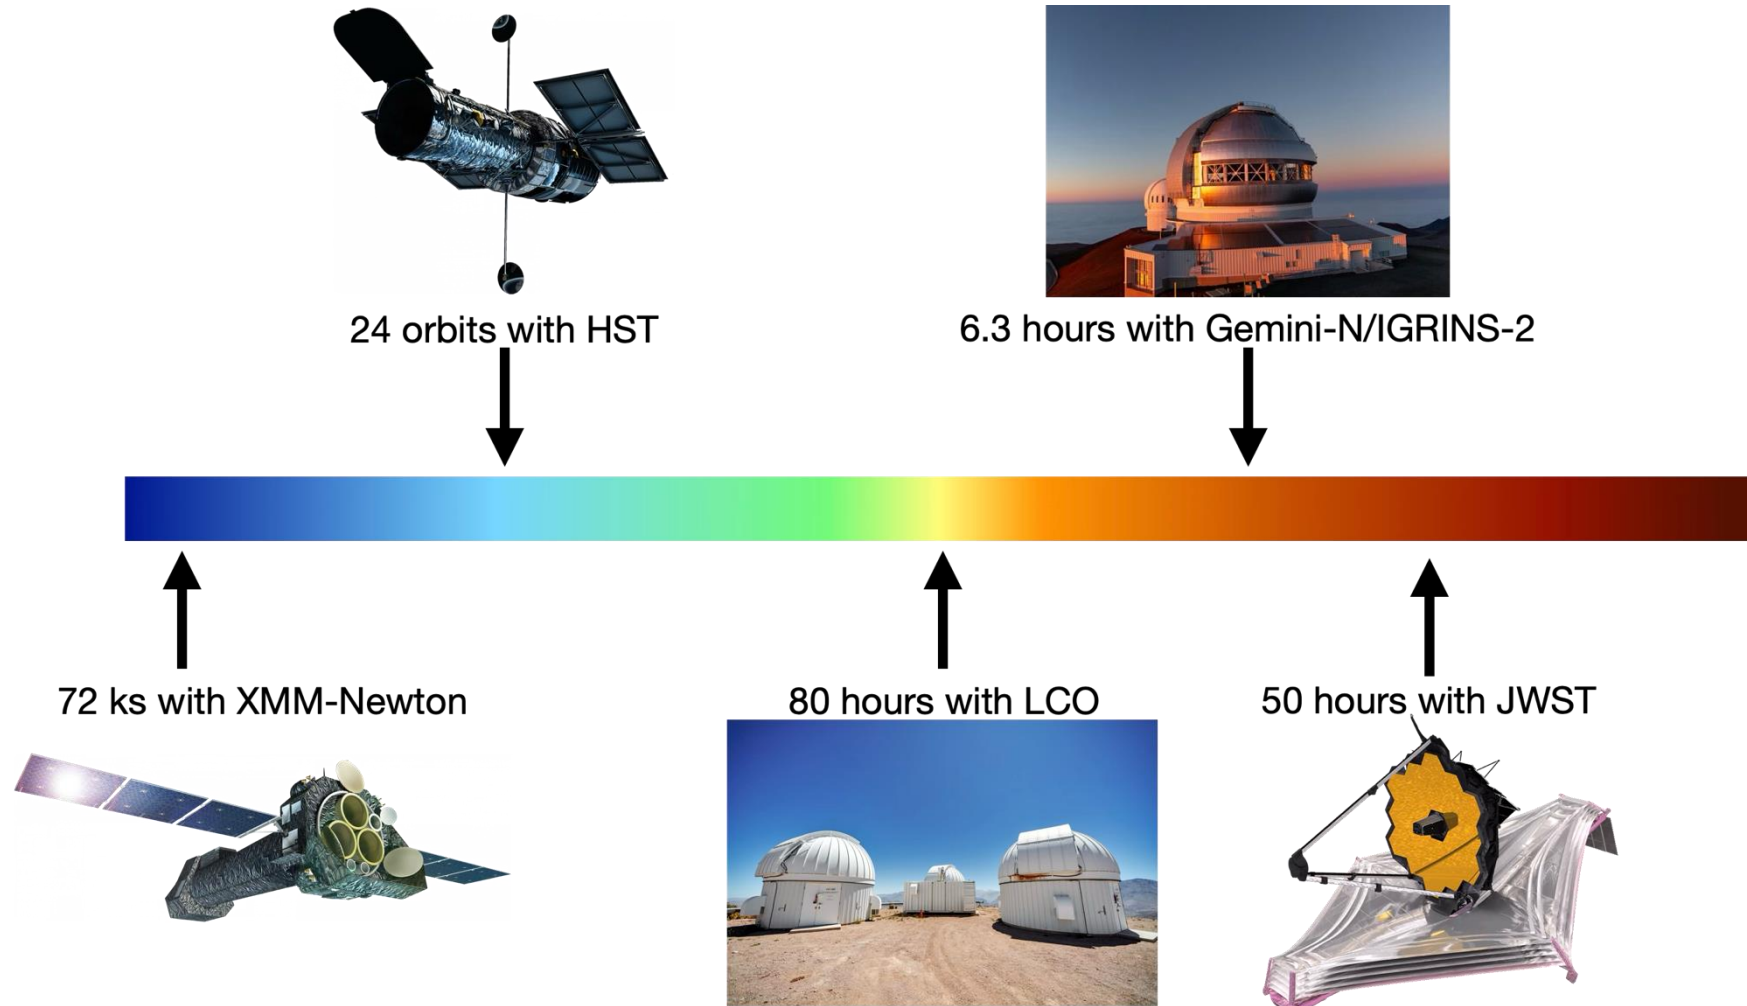 24 orbits with HST
6.3 hours with Gemini-N/IGRINS-2
72 ks with XMM-Newton
80 hours with LCO
50 hours with JWST